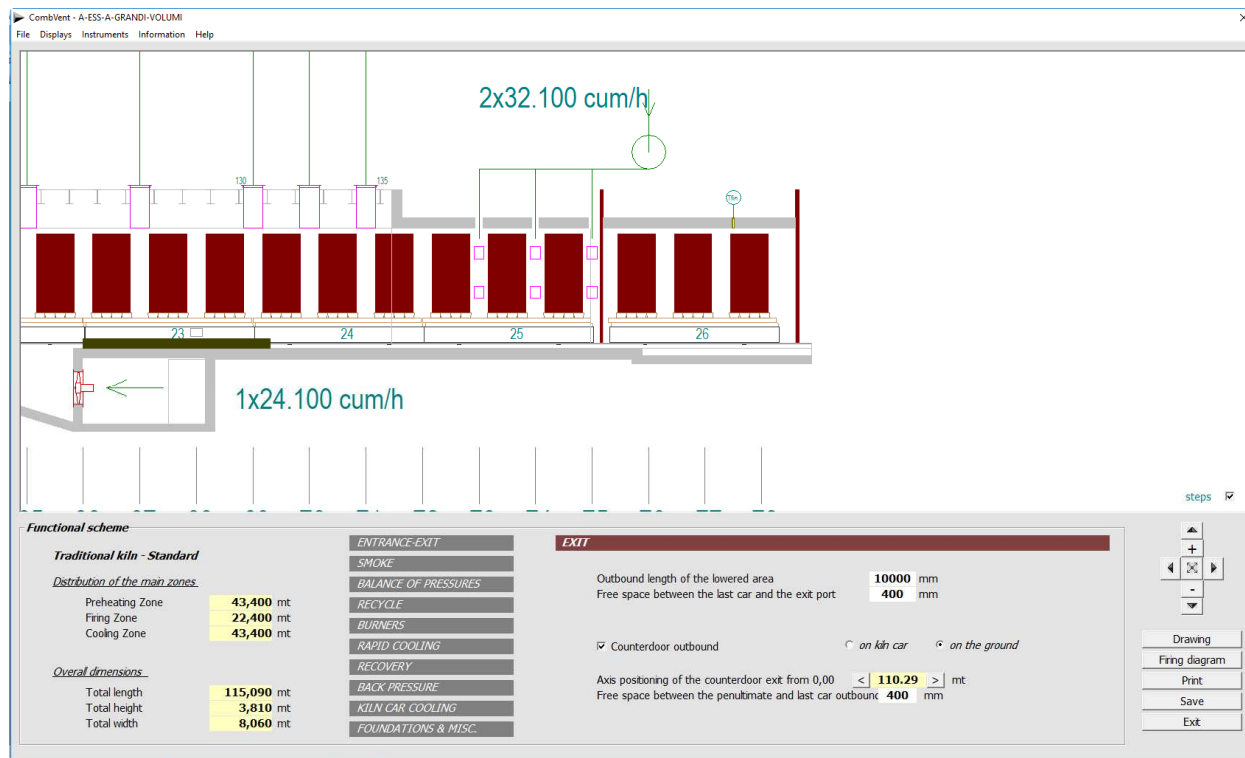 CombVent - A-ESS-A-GRANDI-VOLUMI
File Displays Instruments Information Help
2x32.100 cum/h
130
135
T6n
23
24
25
26
1x24.100 cum/h
steps
Functional scheme
Traditional kiln - Standard
Distribution of the main zones
Preheating Zone 43,400 mt
Firing Zone 22,400 mt
Cooling Zone 43,400 mt
Overal dimensions
Total length 115,090 mt
Total height 3,810 mt
Total width 8,060 mt
ENTRANCE-EXIT
SMOKE
BALANCE OF PRESSURES
RECYCLE
BURNERS
RAPID COOLING
RECOVERY
BACK PRESSURE
KILN CAR COOLING
FOUNDATIONS & MISC.
EXIT
Outbound length of the lowered area 10000 mm
Free space between the last car and the exit port 400 mm
Counterdoor outbound on kiln car on the ground
Axis positioning of the counterdoor exit from 0,00 < 110.29 > mt
Free space between the penultimate and last car outbound 400 mm
+
-
Drawing
Firing diagram
Print
Save
Exit